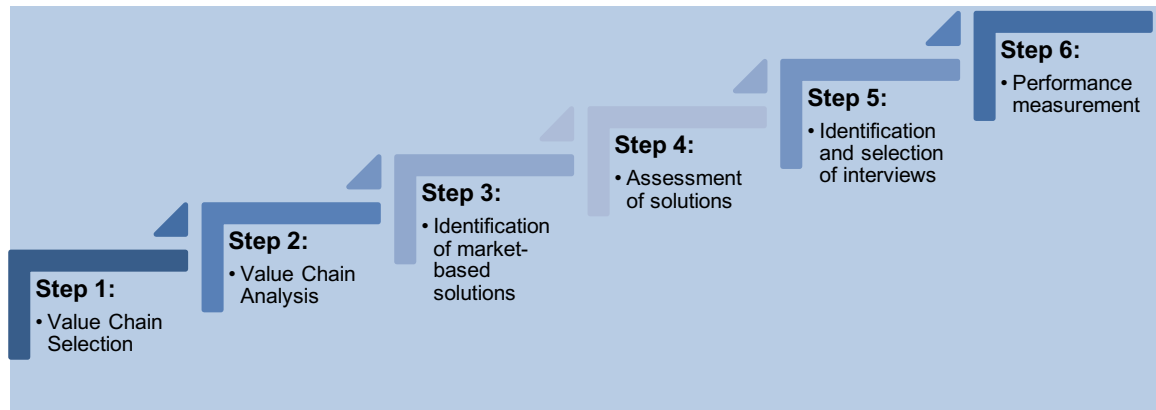 Step 1:
• Value Chain
Selection
Step 2:
• Value Chain
Analysis
Step 3:
• Identification
of market-
based
solutions
Step 4:
• Assessment
of solutions
Step 5:
• Identification
and selection
of interviews
Step 6:
• Performance
measurement